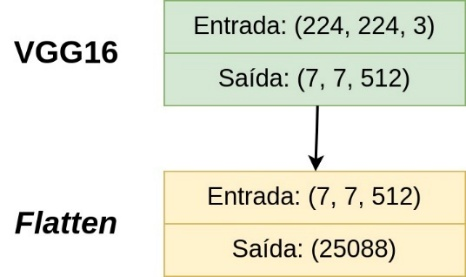 VGG16
Entrada: (224, 224, 3)
Saída: (7, 7, 512)
Flatten
Entrada: (7, 7, 512)
Saída: (25088)